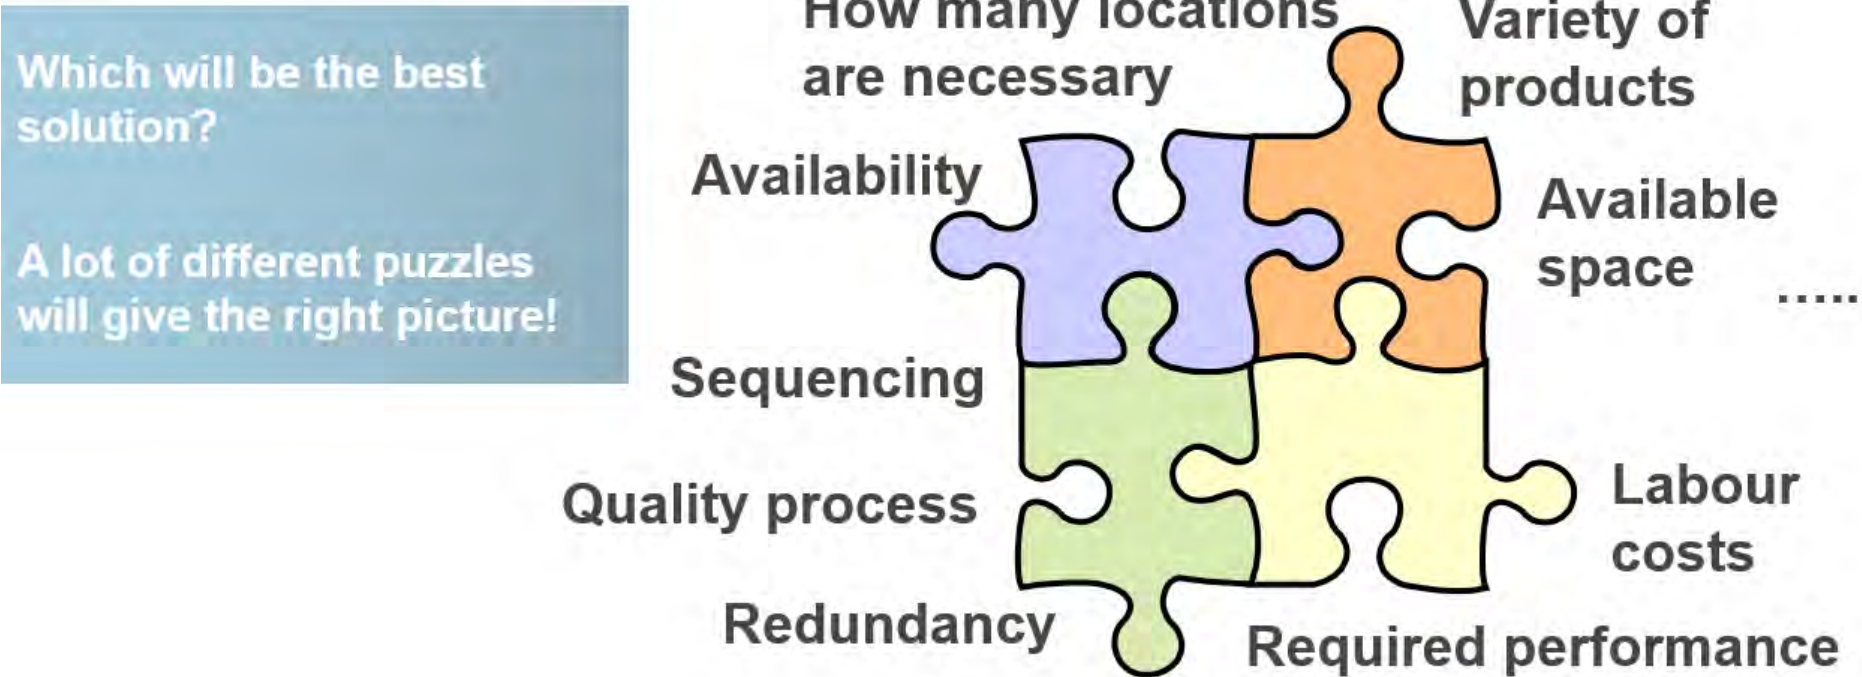 Which will be the best
solution?
A lot of different puzzles
will give the right picture!
How many locations
are necessary
Variety of
products
Availability
Available
space
.....
Sequencing
Quality process
Labour
costs
Redundancy
Required performance